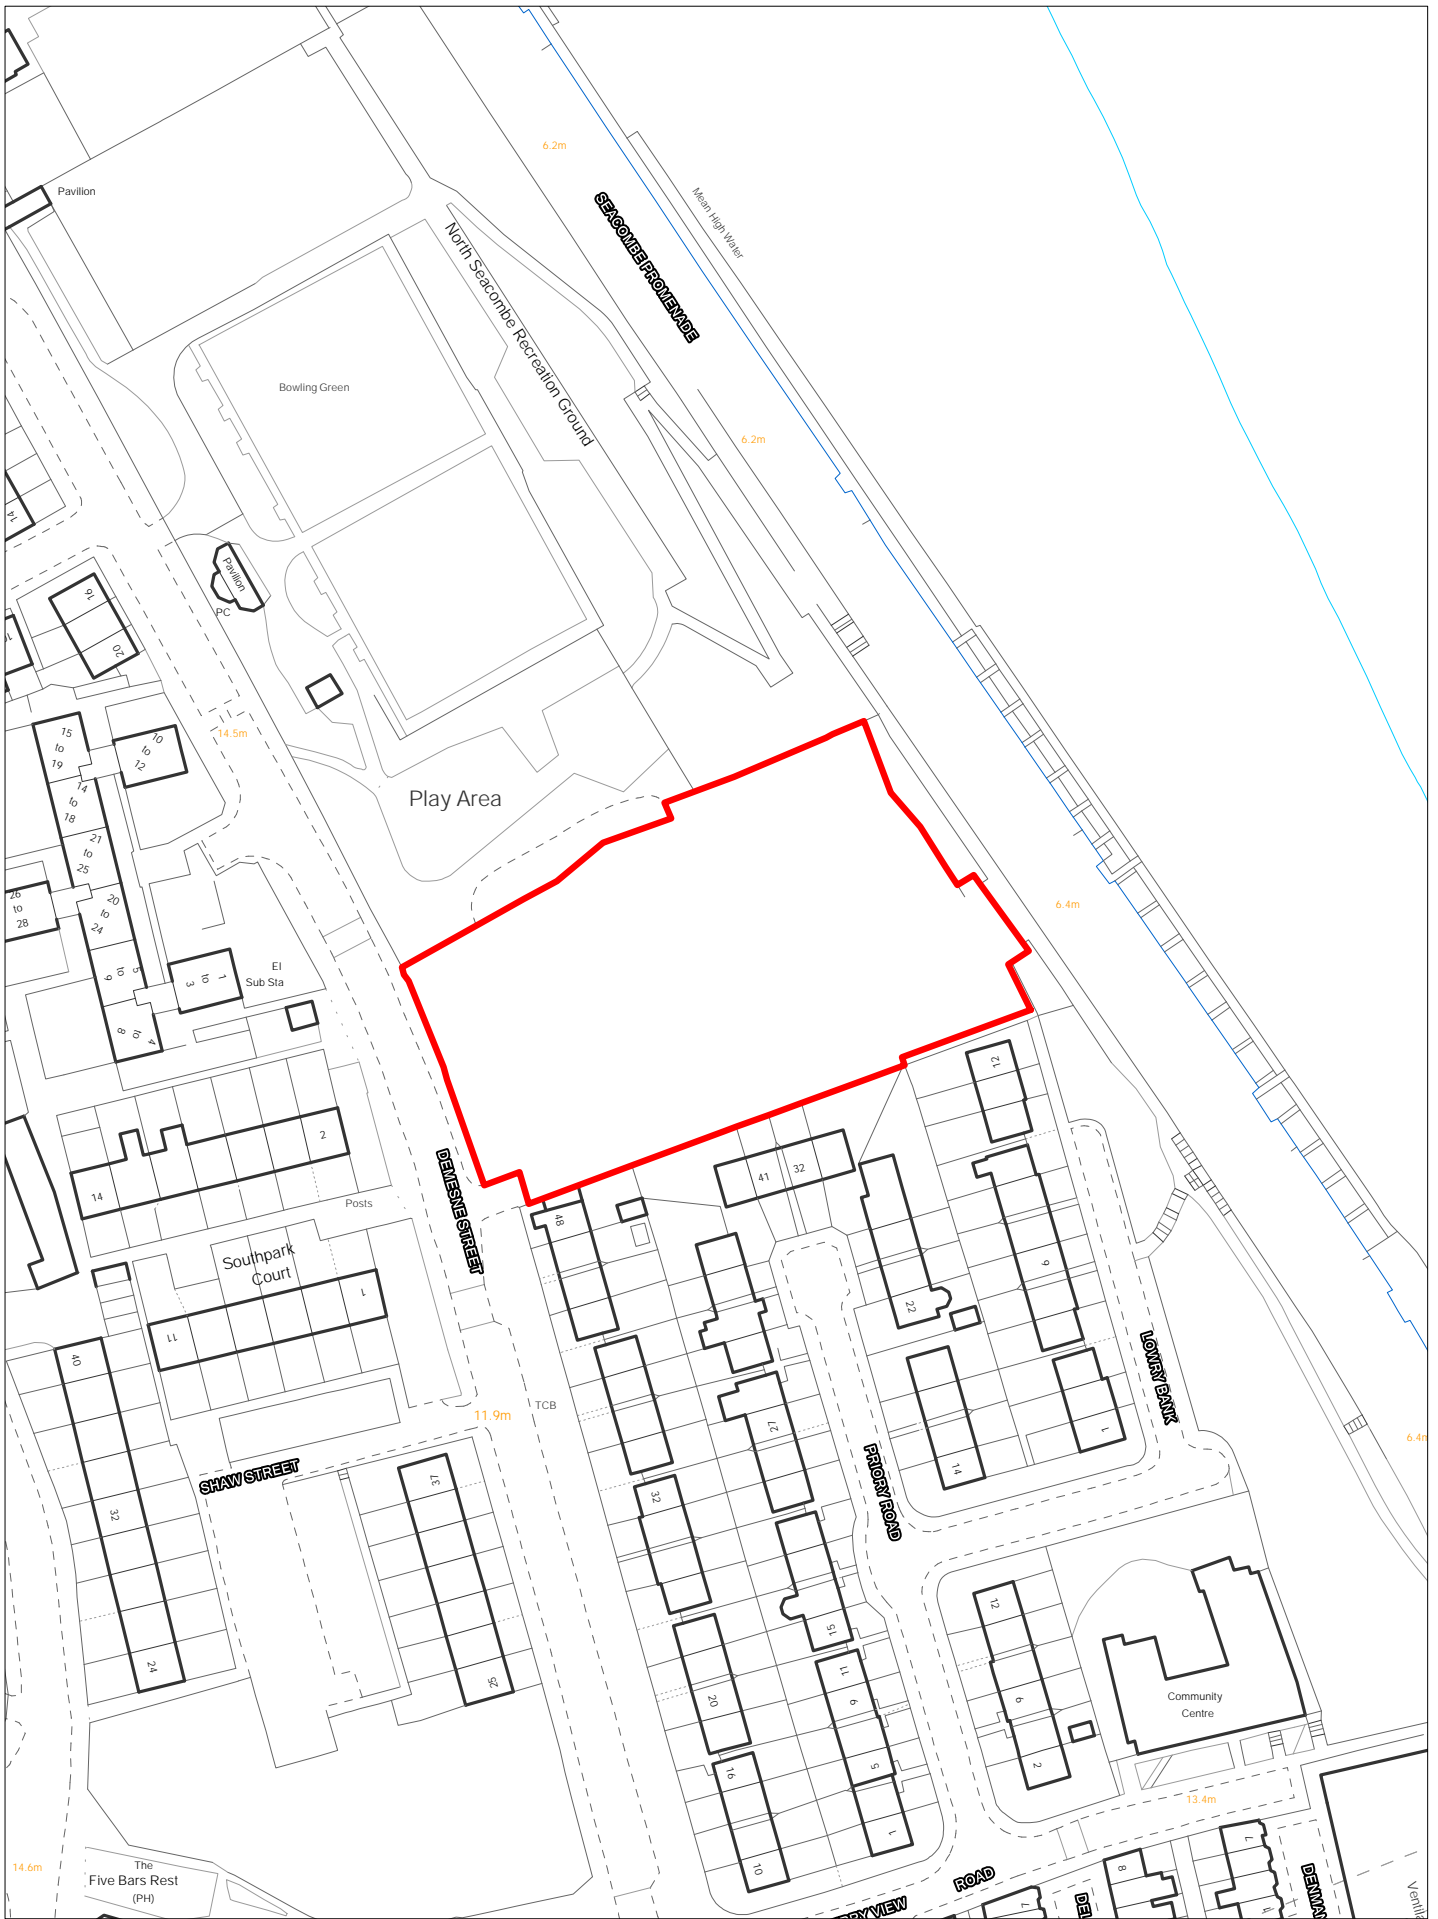 6.2m
Pavilion
Mean High Water
SEACOMBE PROMENADE
North Seacombe Recreation Ground
Bowling Green
6.2m
14
Pavilion
PC
16
20
15
to
19
10
to
12
14.5m
14
to
18
Play Area
21
to
25
26
to
28
20
to
24
6.4m
5
to
9
1
to
3
El
Sub Sta
4
to
8
12
2
14
41
32
DEMESNE STREET
Posts
48
Southpark
Court
9
1
22
11
40
LOWRY BANK
TCB
11.9m
27
1
6.4m
SHAW STREET
37
14
PRIORY ROAD
32
32
12
15
24
25
11
20
9
6
Community
Centre
5
2
16
13.4m
1
10
7
The
Five Bars Rest
(PH)
14.6m
8
ROAD
7
DENMAN
Ventila